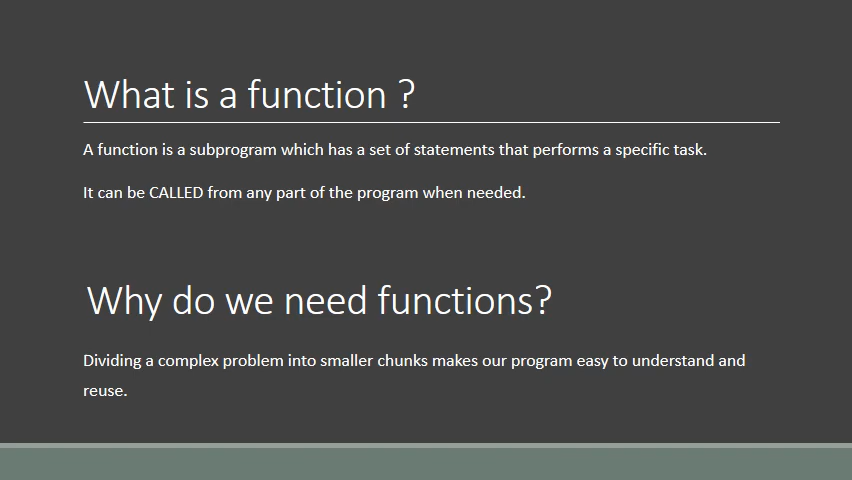 What is a function ?
A function is a subprogram which has a set of statements that performs a specific task.
It can be CALLED from any part of the program when needed.
Why do we need functions?
Dividing a complex problem into smaller chunks makes our program easy to understand and
reuse.